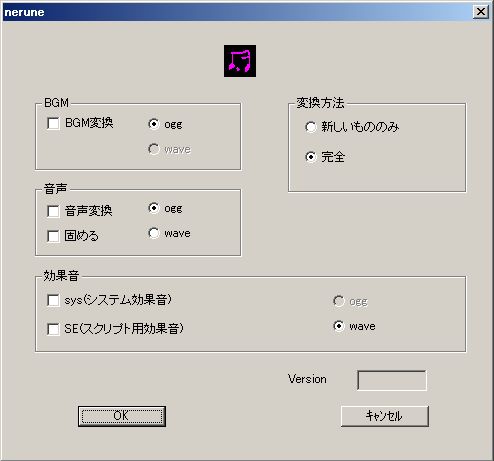 nerune
BGM
BGM変換
ogg
wave
変換方法
新しいもののみ
完全
音声
音声変換
ogg
固める
wave
効果音
sys(システム効果音)
ogg
SE(スクリプト用効果音)
wave
Version
OK
ｷｬﾝｾﾙ